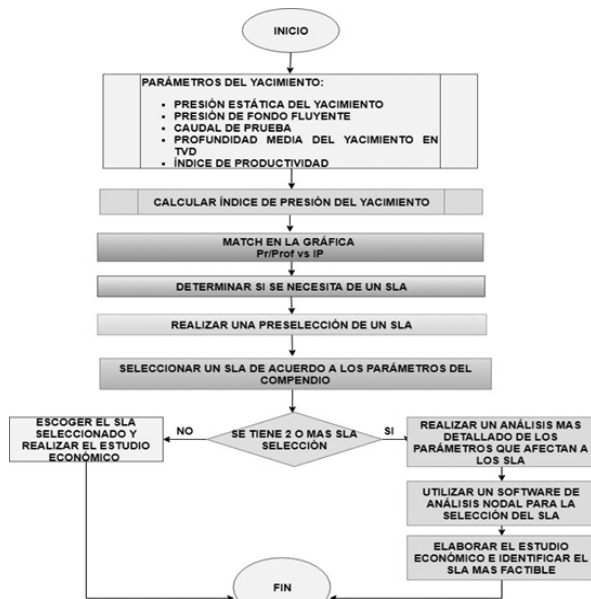 INICIO
PARÁMETROS DEL YACIMIENTO:
• PRESIÓN ESTÁTICA DEL YACIMIENTO
• PRESIÓN DE FONDO FLUYENTE
• CAUDAL DE PRUEBA
• PROFUNDIDAD MEDIA DEL YACIMIENTO EN
TVD
• ÍNDICE DE PRODUCTIVIDAD
CALCULAR ÍNDICE DE PRESIÓN DEL YACIMIENTO
MATCH EN LA GRÁFICA
Pr/Prof vs IP
DETERMINAR SI SE NECESITA DE UN SLA
REALIZAR UNA PRESELECCIÓN DE UN SLA
SELECCIONAR UN SLA DE ACUERDO A LOS PARÁMETROS DEL
COMPENDIO
SE TIENE 2 O MAS SLA
SELECCIÓN
NO
ESCOGER EL SLA
SELECCIONADO Y
REALIZAR EL ESTUDIO
ECONÓMICO
SI
REALIZAR UN ANÁLISIS MAS
DETALLADO DE LOS
PARÁMETROS QUE AFECTAN A
LOS SLA
UTILIZAR UN SOFTWARE DE
ANÁLISIS NODAL PARA LA
SELECCIÓN DEL SLA
ELABORAR EL ESTUDIO
ECONÓMICO E IDENTIFICAR EL
SLA MAS FACTIBLE
FIN